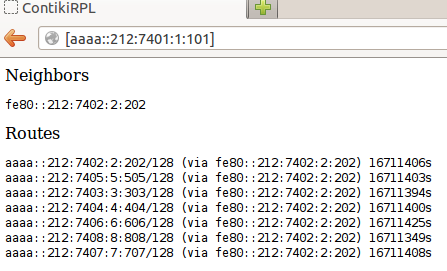 ContikiRPL
[aaaa::212:7401:1:101]
Neighbors
fe80::212:7402:2:202
Routes
aaaa::212:7402:2:202/128 (via fe80::212:7402:2:202) 16711406s
aaaa::212:7405:5:505/128 (via fe80::212:7402:2:202) 16711403s
aaaa::212:7403:3:303/128 (via fe80::212:7402:2:202) 16711394s
aaaa::212:7404:4:404/128 (via fe80::212:7402:2:202) 16711400s
aaaa::212:7406:6:606/128 (via fe80::212:7402:2:202) 16711425s
aaaa::212:7408:8:808/128 (via fe80::212:7402:2:202) 16711349s
aaaa::212:7407:7:707/128 (via fe80::212:7402:2:202) 16711408s